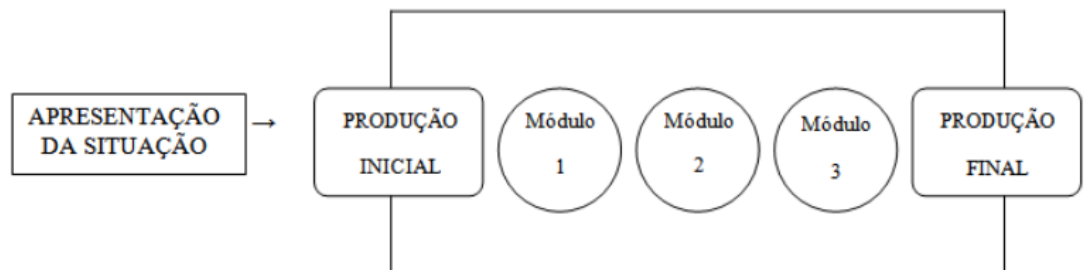 APRESENTAÇÃO
DA SITUAÇÃO
→
PRODUÇÃO
INICIAL
Módulo
1
Módulo
2
Módulo
3
PRODUÇÃO
FINAL